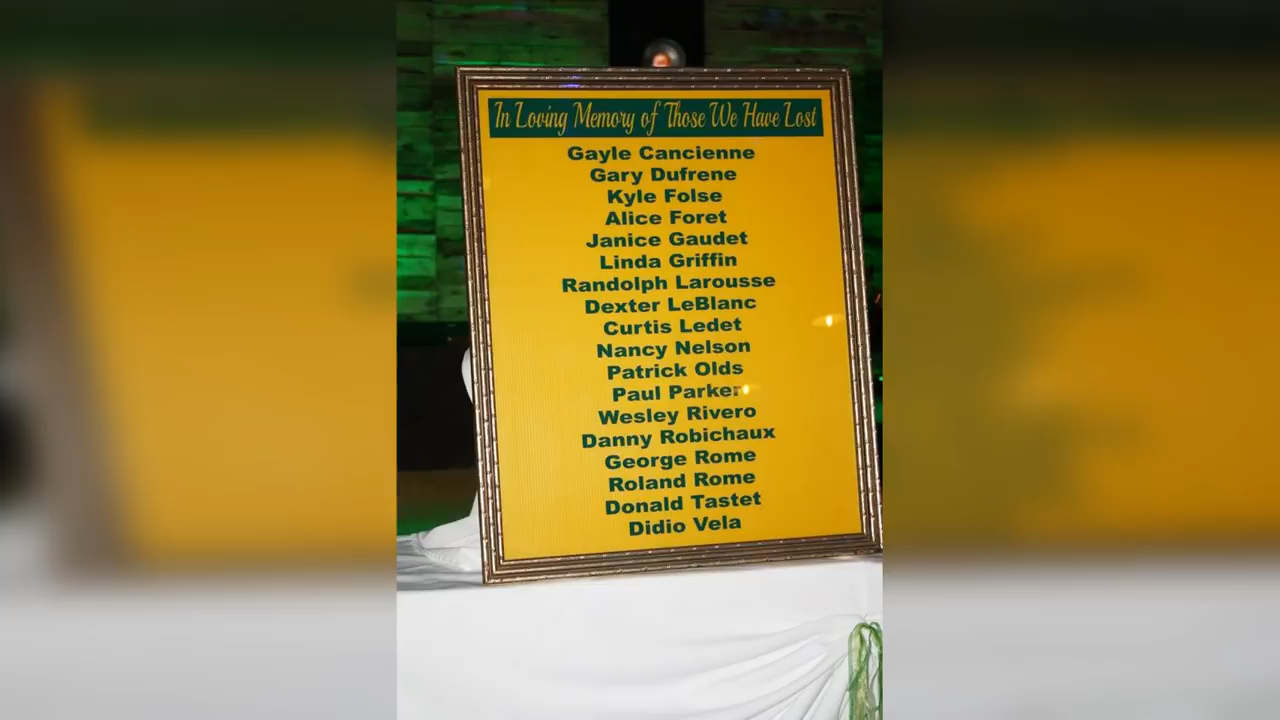 In Loving Memory of Those We Have Lost
Gayle Cancienne
Gary Dufrene
Kyle Folse
Alice Foret
Janice Gaudet
Linda Griffin
Randolph Larousse
Dexter LeBlanc
Curtis Ledet
Nancy Nelson
Patrick Olds
Paul Parker
Wesley Rivero
Danny Robichaux
George Rome
Roland Rome
Donald Tastet
Didio Vela